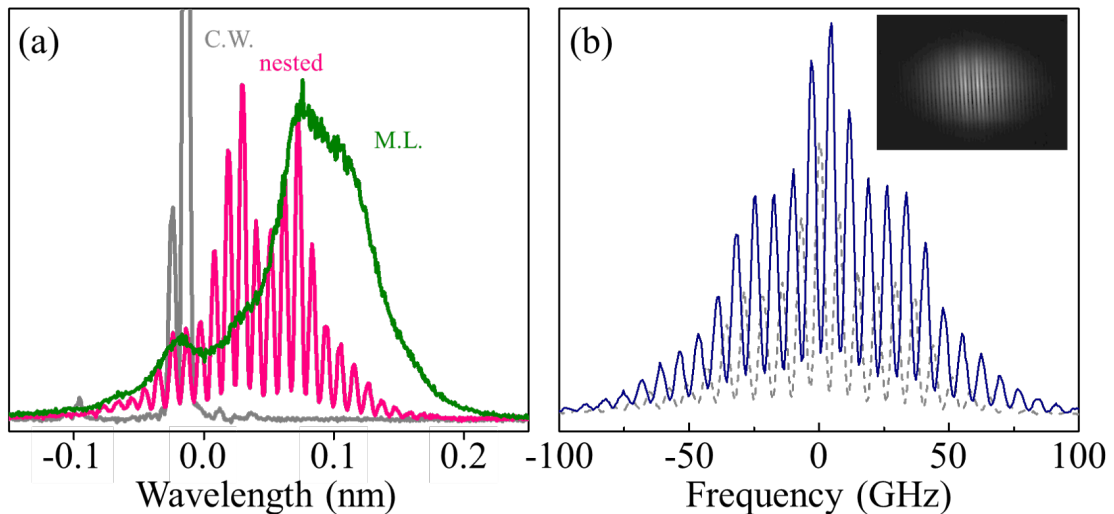 (a)
C.W.
nested
M.L.
-0.1 0.0 0.1 0.2
Wavelength (nm)
(b)
-100 -50 0 50 100
Frequency (GHz)